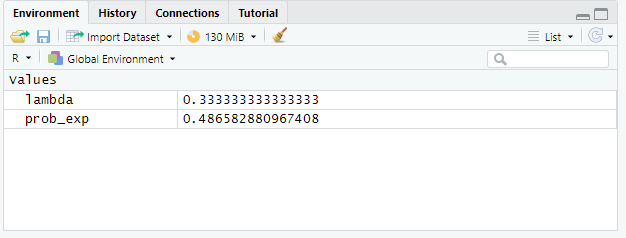 Environment History Connections Tutorial
Import Dataset 130 MiB List
R Global Environment
Values
lambda 0.333333333333333
prob_exp 0.486582880967408